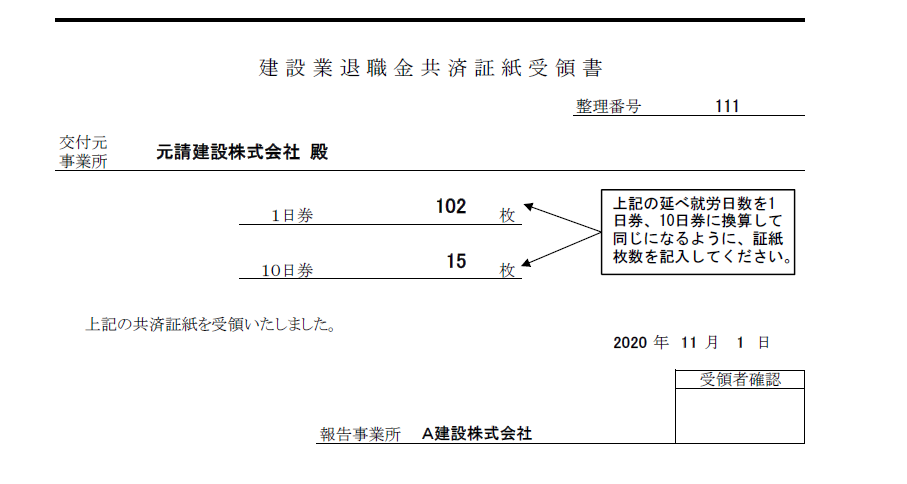 建設業退職金共済証紙受領書
整理番号 111
交付元
事業所
元請建設株式会社 殿
1日券 102 枚
10日券 15 枚
上記の延べ就労日数を1
日券、10日券に換算して
同じになるように、証紙
枚数を記入してください。
上記の共済証紙を受領いたしました。
2020 年 11 月 1 日
受領者確認
報告事業所 A建設株式会社